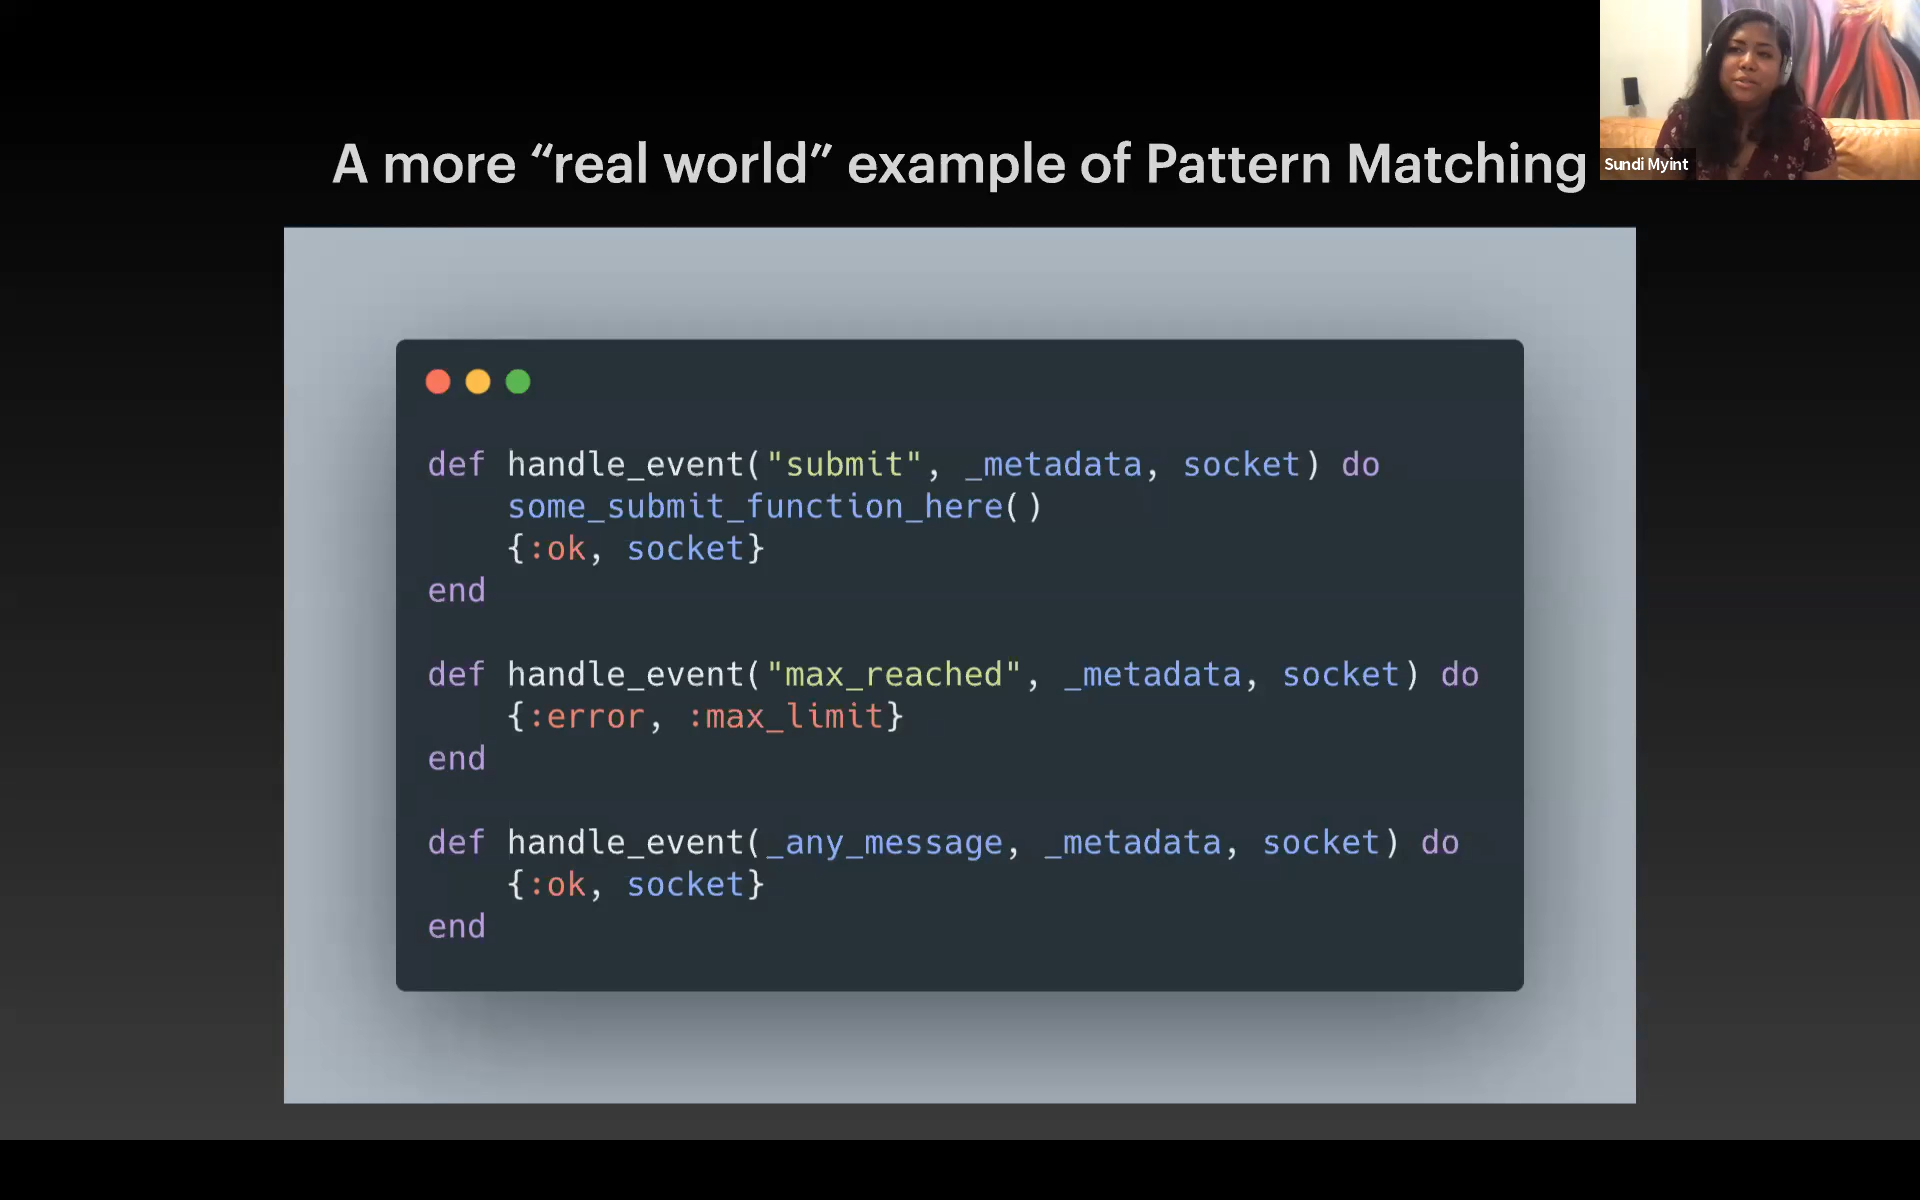 A more “real world” example of Pattern Matching
Sundi Myint
def handle_event("submit", _metadata, socket) do
    some_submit_function_here()
    {:ok, socket}
end
def handle_event("max_reached", _metadata, socket) do
    {:error, :max_limit}
end
def handle_event(_any_message, _metadata, socket) do
    {:ok, socket}
end